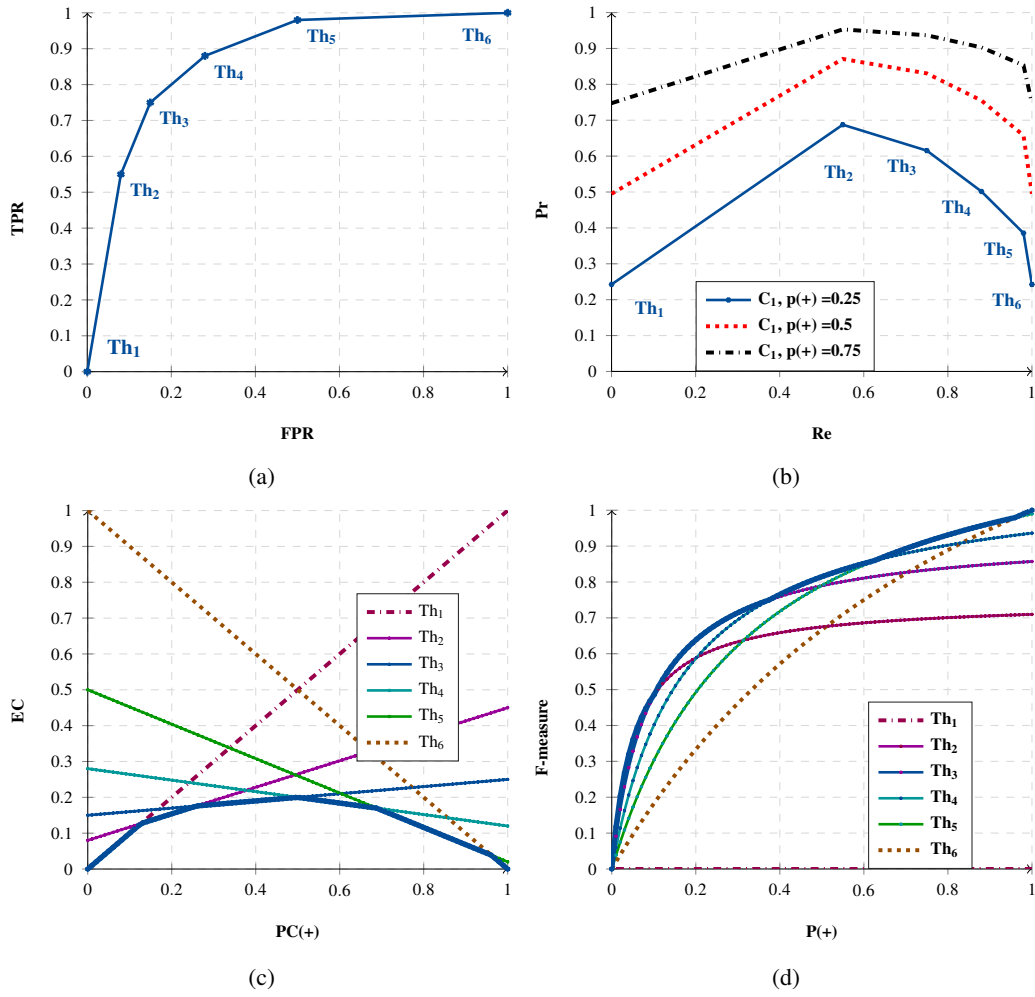 1
0.9
0.8
0.7
0.6
0.5
0.4
0.3
0.2
0.1
0
TPR
0 0.2 0.4 0.6 0.8 1
FPR
Th1
Th2
Th3
Th4
Th5
Th6
(a)
1
0.9
0.8
0.7
0.6
0.5
0.4
0.3
0.2
0.1
0
Pr
0 0.2 0.4 0.6 0.8 1
Re
Th1
Th2
Th3
Th4
Th5
Th6
C1, p(+) =0.25
C1, p(+) =0.5
C1, p(+) =0.75
(b)
1
0.9
0.8
0.7
0.6
0.5
0.4
0.3
0.2
0.1
0
EC
0 0.2 0.4 0.6 0.8 1
PC(+)
Th1
Th2
Th3
Th4
Th5
Th6
(c)
1
0.9
0.8
0.7
0.6
0.5
0.4
0.3
0.2
0.1
0
F-measure
0 0.2 0.4 0.6 0.8 1
P(+)
Th1
Th2
Th3
Th4
Th5
Th6
(d)